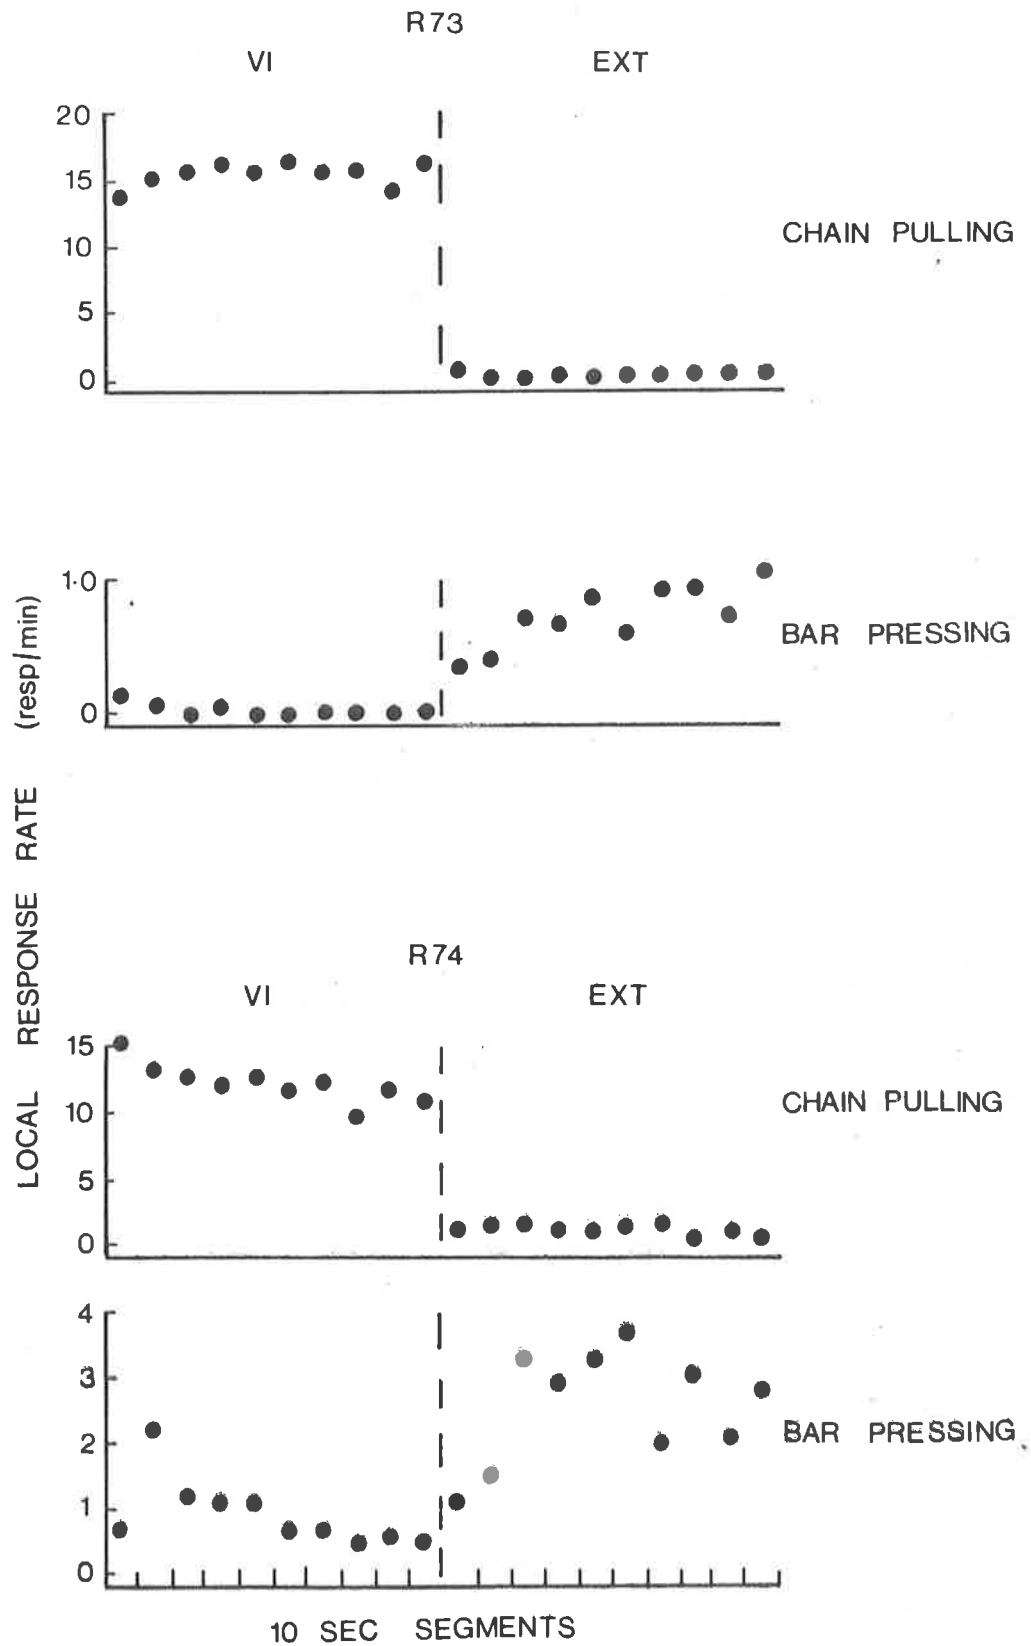 R73
VI EXT
20
15
10
5
0
CHAIN PULLING
1·0
0
BAR PRESSING
LOCAL RESPONSE RATE (resp/min)
R74
VI EXT
15
10
5
0
CHAIN PULLING
4
3
2
1
0
BAR PRESSING
10 SEC SEGMENTS